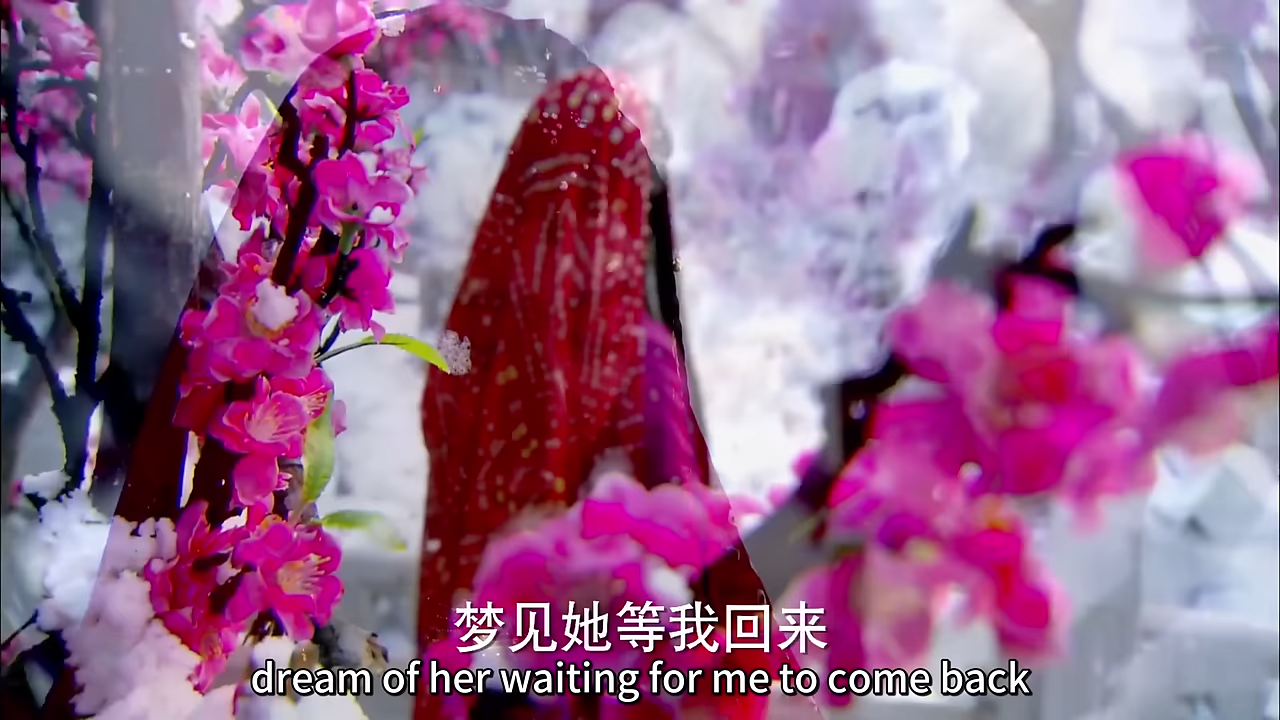 梦见她等我回来
dream of her waiting for me to come back